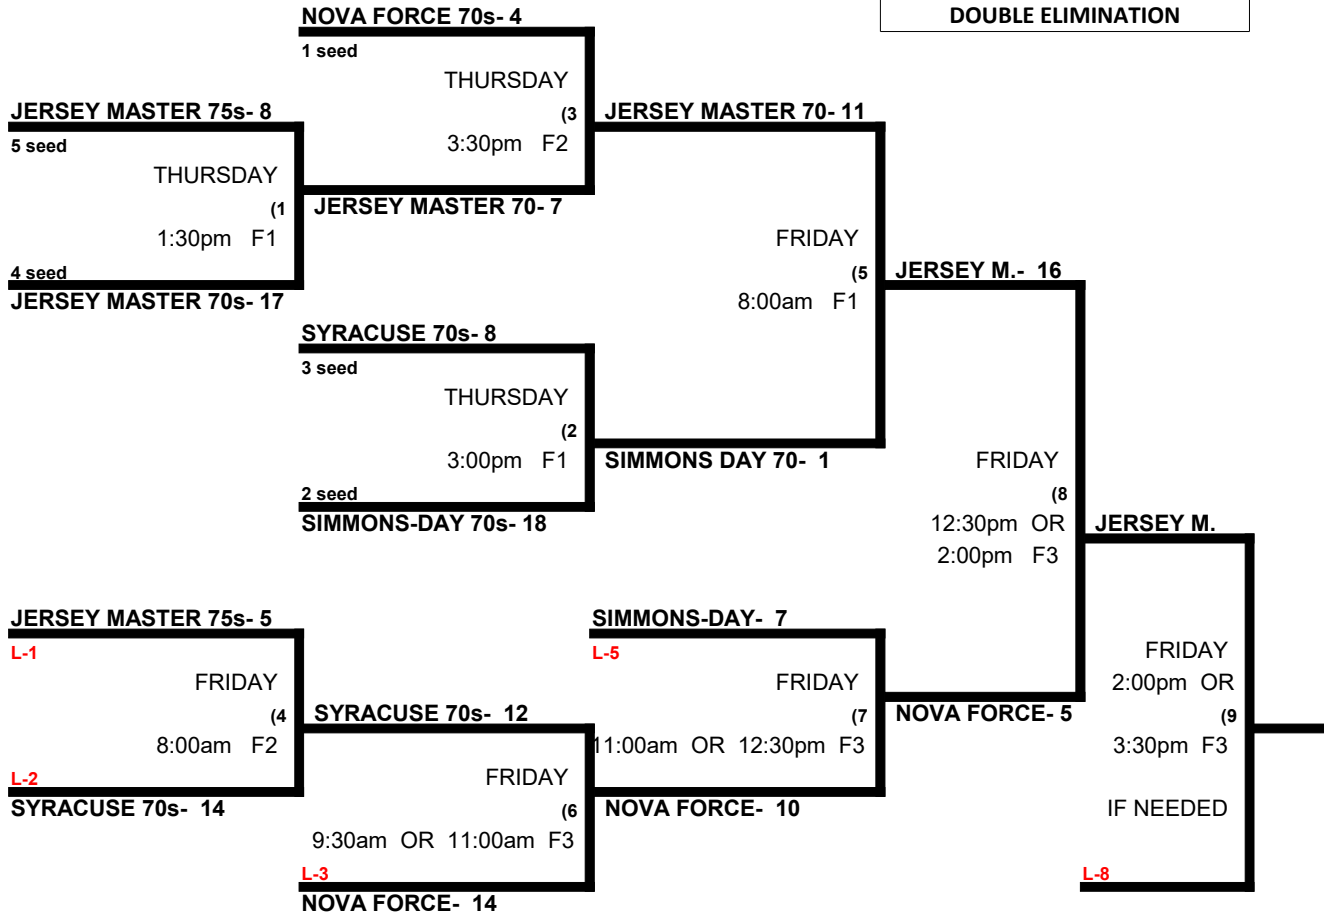 NOVA FORCE 70s- 4
DOUBLE ELIMINATION
1 seed
THURSDAY
(3
3:30pm F2
JERSEY MASTER 75s- 8
JERSEY MASTER 70- 11
5 seed
THURSDAY
(1
1:30pm F1
JERSEY MASTER 70- 7
4 seed
JERSEY MASTER 70s- 17
FRIDAY
(5
8:00am F1
JERSEY M.- 16
SYRACUSE 70s- 8
3 seed
THURSDAY
(2
3:00pm F1
SIMMONS DAY 70- 1
2 seed
SIMMONS-DAY 70s- 18
FRIDAY
(8
12:30pm OR
2:00pm F3
JERSEY M.
JERSEY MASTER 75s- 5
L-1
FRIDAY
(4
8:00am F2
L-2
SYRACUSE 70s- 14
SYRACUSE 70s- 12
SIMMONS-DAY- 7
L-5
FRIDAY
(7
11:00am OR 12:30pm F3
NOVA FORCE- 5
FRIDAY
(6
9:30am OR 11:00am F3
NOVA FORCE- 10
L-3
NOVA FORCE- 14
FRIDAY
2:00pm OR
(9
3:30pm F3
IF NEEDED
L-8